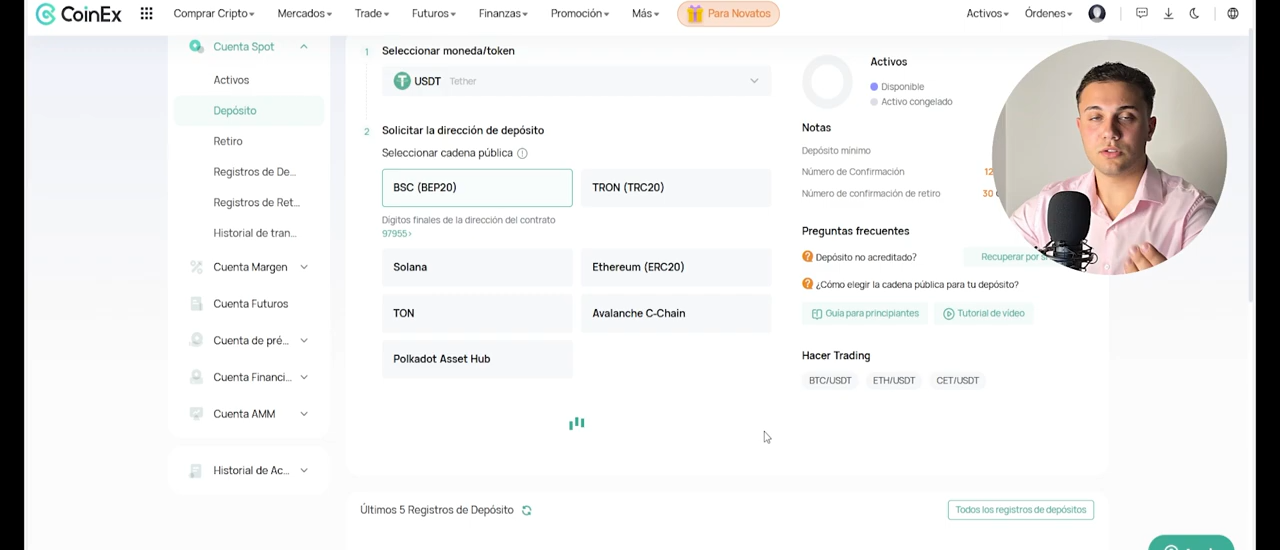 CoinEx
Comprar Cripto
Mercados
Trade
Futuros
Finanzas
Promoción
Más
Para Novatos
Activos
Órdenes
Cuenta Spot
Activos
Depósito
Retiro
Registros de De...
Registros de Ret...
Historial de tran...
Cuenta Margen
Cuenta Futuros
Cuenta de pré...
Cuenta Financi...
Cuenta AMM
Historial de Ac...
1 Seleccionar moneda/token
USDT Tether
2 Solicitar la dirección de depósito
Seleccionar cadena pública
BSC (BEP20)
TRON (TRC20)
Dígitos finales de la dirección del contrato
97955>
Solana
Ethereum (ERC20)
TON
Avalanche C-Chain
Polkadot Asset Hub
Activos
Disponible
Activo congelado
Notas
Depósito mínimo
Número de Confirmación 12
Número de confirmación de retiro 30
Preguntas frecuentes
¿Depósito no acreditado?
Recuperar por
¿Cómo elegir la cadena pública para tu depósito?
Guía para principiantes
Tutorial de vídeo
Hacer Trading
BTC/USDT
ETH/USDT
CET/USDT
Últimos 5 Registros de Depósito
Todos los registros de depósitos